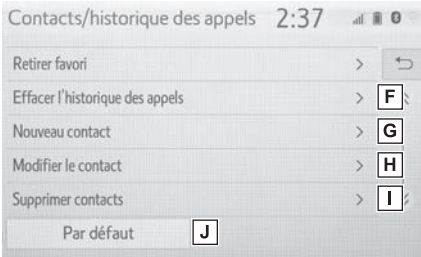 Contacts/historique des appels 2:37
Retirer favori
Effacer l'historique des appels F
Nouveau contact G
Modifier le contact H
Supprimer contacts I
Par défaut J